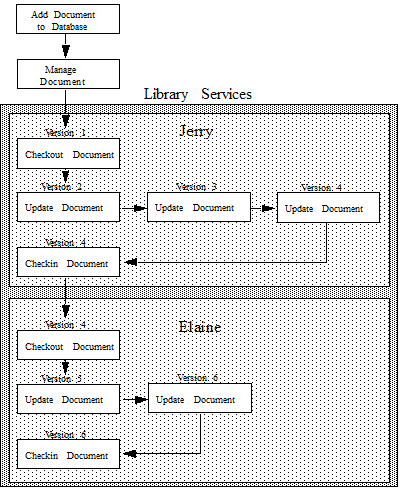 Add Document
to Database
Manage
Document
Library Services
Jerry
Version 1
Checkout Document
Version 2
Update Document
Version 3
Update Document
Version 4
Update Document
Version 4
Checkin Document
Elaine
Version 4
Checkout Document
Version 5
Update Document
Version 6
Update Document
Version 6
Checkin Document